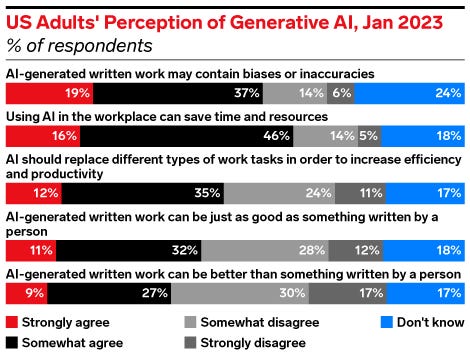 US Adults' Perception of Generative AI, Jan 2023
% of respondents
AI-generated written work may contain biases or inaccuracies
19% 37% 14% 6% 24%
Using AI in the workplace can save time and resources
16% 46% 14% 5% 18%
AI should replace different types of work tasks in order to increase efficiency
and productivity
12% 35% 24% 11% 17%
AI-generated written work can be just as good as something written by a
person
11% 32% 28% 12% 18%
AI-generated written work can be better than something written by a person
9% 27% 30% 17% 17%
Strongly agree Somewhat disagree Don't know
Somewhat agree Strongly disagree